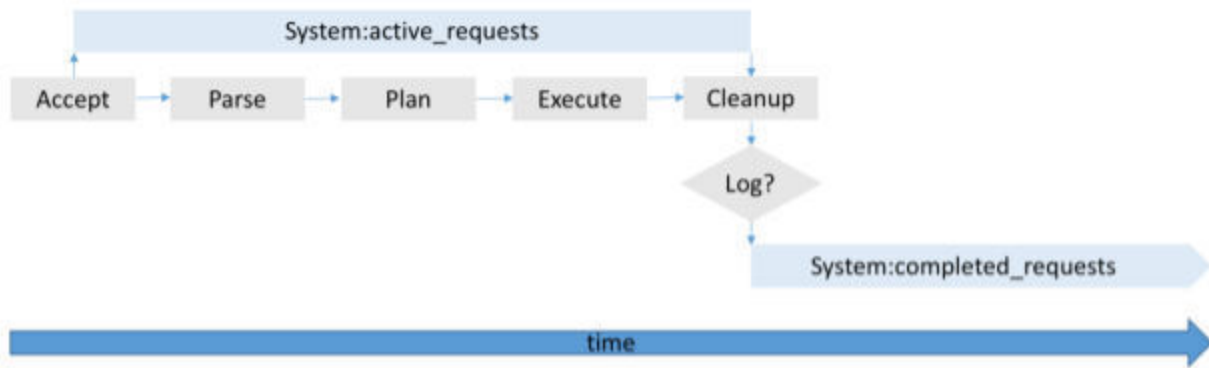 System:active_requests
Accept
Parse
Plan
Execute
Cleanup
Log?
System:completed_requests
time